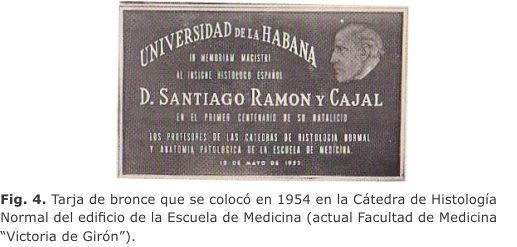 UNIVERSIDAD DE LA HABANA
IN MEMORIAM MAGISTRI
AL INSIGNE HISTOLOGO ESPAÑOL
D. SANTIAGO RAMON Y CAJAL
EN EL PRIMER CENTENARIO DE SU NATALICIO
LOS PROFESORES DE LAS CATEDRAS DE HISTOLOGIA NORMAL
Y ANATOMIA PATOLOGICA DE LA ESCUELA DE MEDICINA.
DE MAYO DE 1952
Fig. 4. Tarja de bronce que se colocó en 1954 en la Cátedra de Histología
Normal del edificio de la Escuela de Medicina (actual Facultad de Medicina
“Victoria de Girón”).